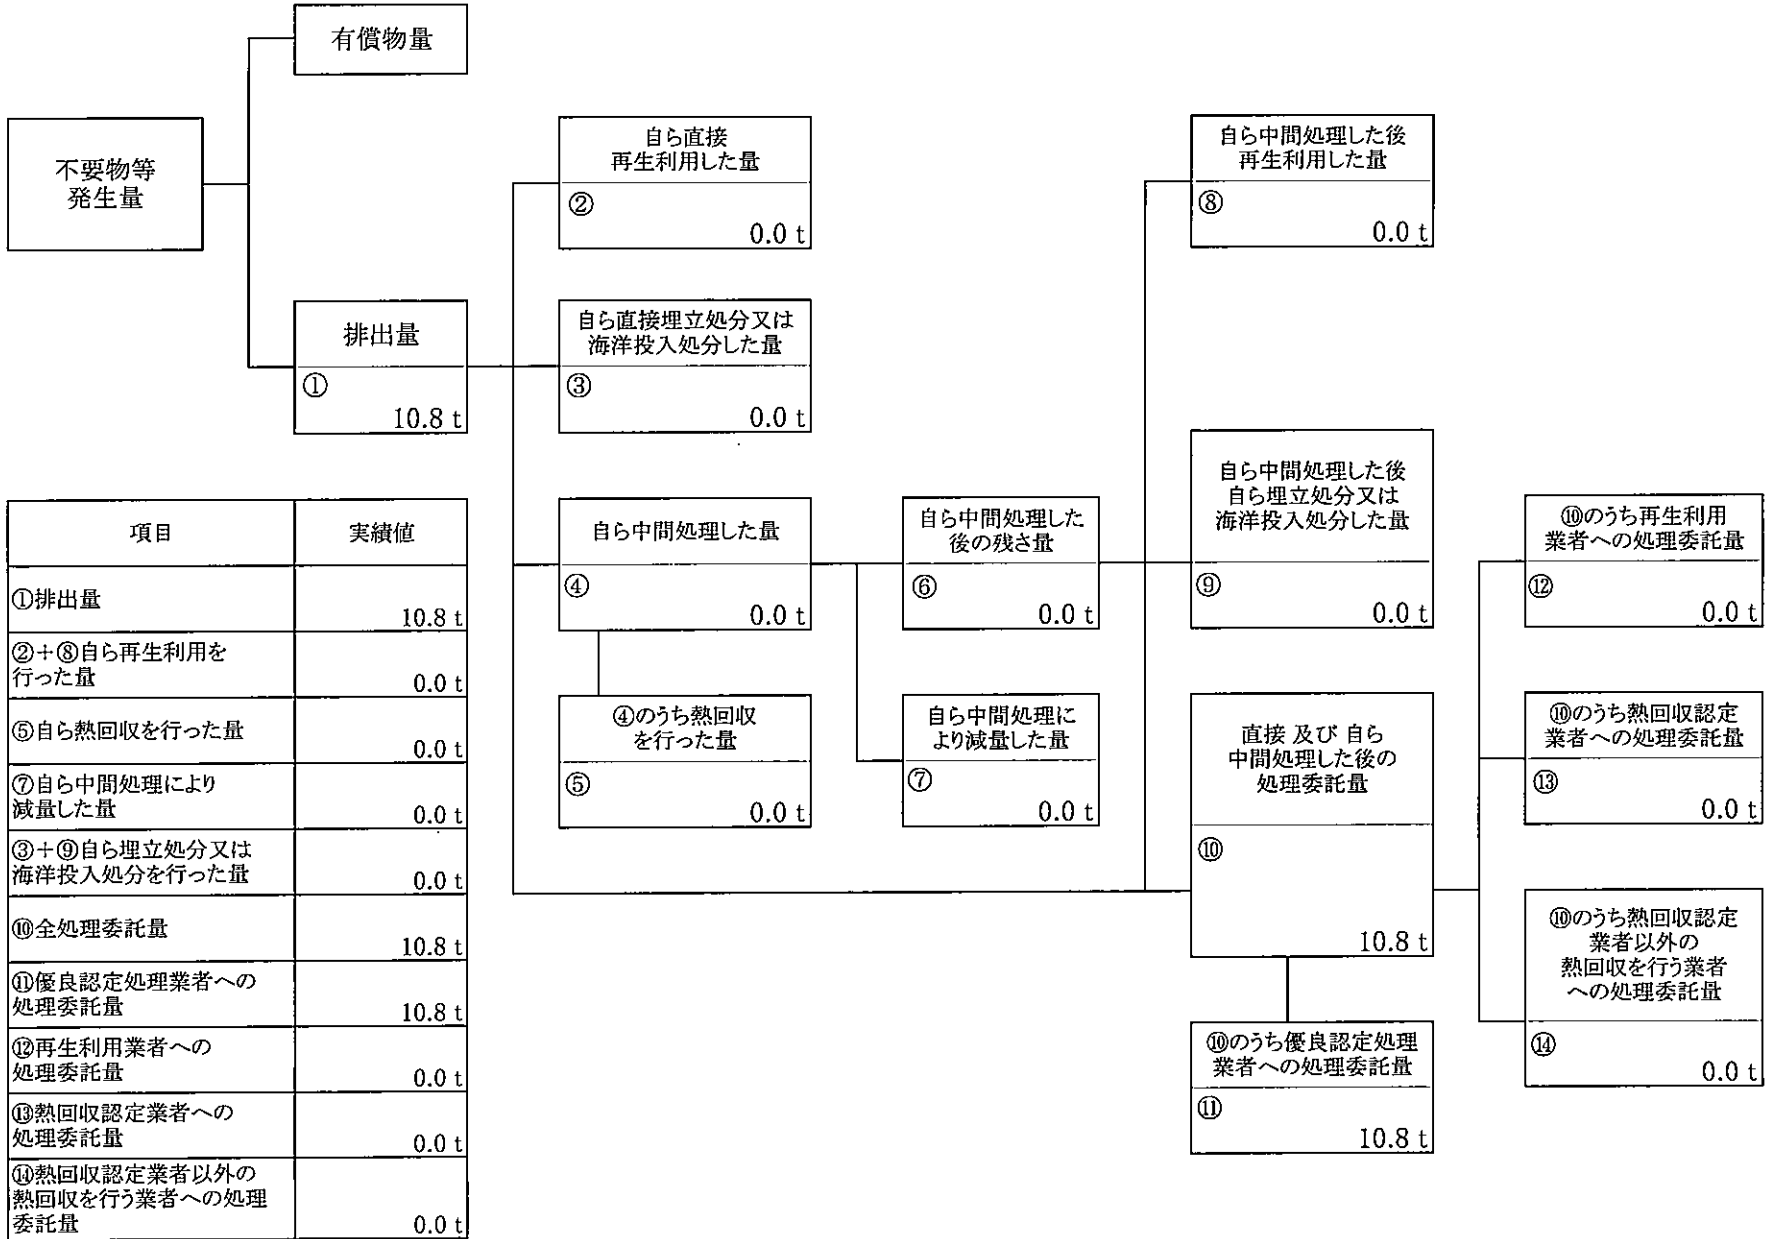 有償物量
不要物等
発生量
排出量
①
10.8 t
自ら直接
再生利用した量
②
0.0 t
自ら直接埋立処分又は
海洋投入処分した量
③
0.0 t
自ら中間処理した量
④
0.0 t
④のうち熱回収
を行った量
⑤
0.0 t
自ら中間処理した
後の残さ量
⑥
0.0 t
自ら中間処理に
より減量した量
⑦
0.0 t
自ら中間処理した後
再生利用した量
⑧
0.0 t
自ら中間処理した後
自ら埋立処分又は
海洋投入処分した量
⑨
0.0 t
直接 及び 自ら
中間処理した後の
処理委託量
⑩
10.8 t
⑩のうち優良認定処理
業者への処理委託量
⑪
10.8 t
⑩のうち再生利用
業者への処理委託量
⑫
0.0 t
⑩のうち熱回収認定
業者への処理委託量
⑬
0.0 t
⑩のうち熱回収認定
業者以外の
熱回収を行う業者
への処理委託量
⑭
0.0 t
項目 実績値
①排出量
10.8 t
②+⑧自ら再生利用を
行った量
0.0 t
⑤自ら熱回収を行った量
0.0 t
⑦自ら中間処理により
減量した量
0.0 t
③+⑨自ら埋立処分又は
海洋投入処分を行った量
0.0 t
⑩全処理委託量
10.8 t
⑪優良認定処理業者への
処理委託量
10.8 t
⑫再生利用業者への
処理委託量
0.0 t
⑬熱回収認定業者への
処理委託量
0.0 t
⑭熱回収認定業者以外の
熱回収を行う業者への処理
委託量
0.0 t